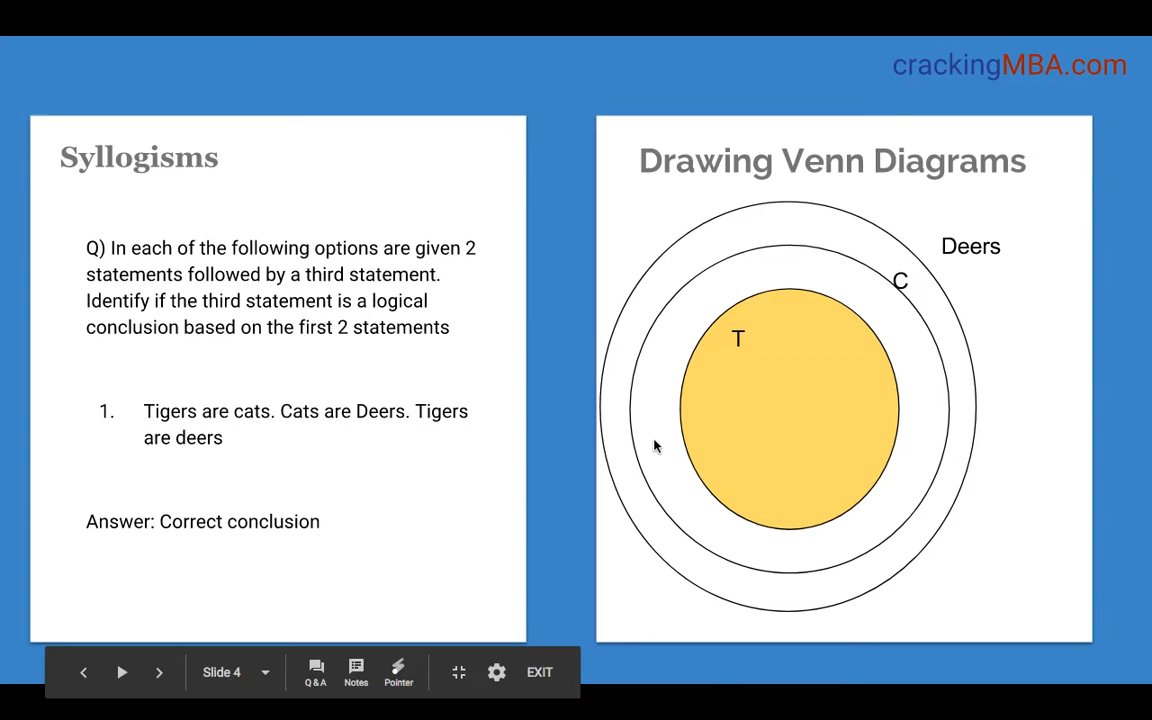 crackingMBA.com
Syllogisms
Q) In each of the following options are given 2
statements followed by a third statement.
Identify if the third statement is a logical
conclusion based on the first 2 statements
1. Tigers are cats. Cats are Deers. Tigers
are deers
Answer: Correct conclusion
Drawing Venn Diagrams
Deers
C
T
Slide 4
Q & A
Notes
Pointer
EXIT